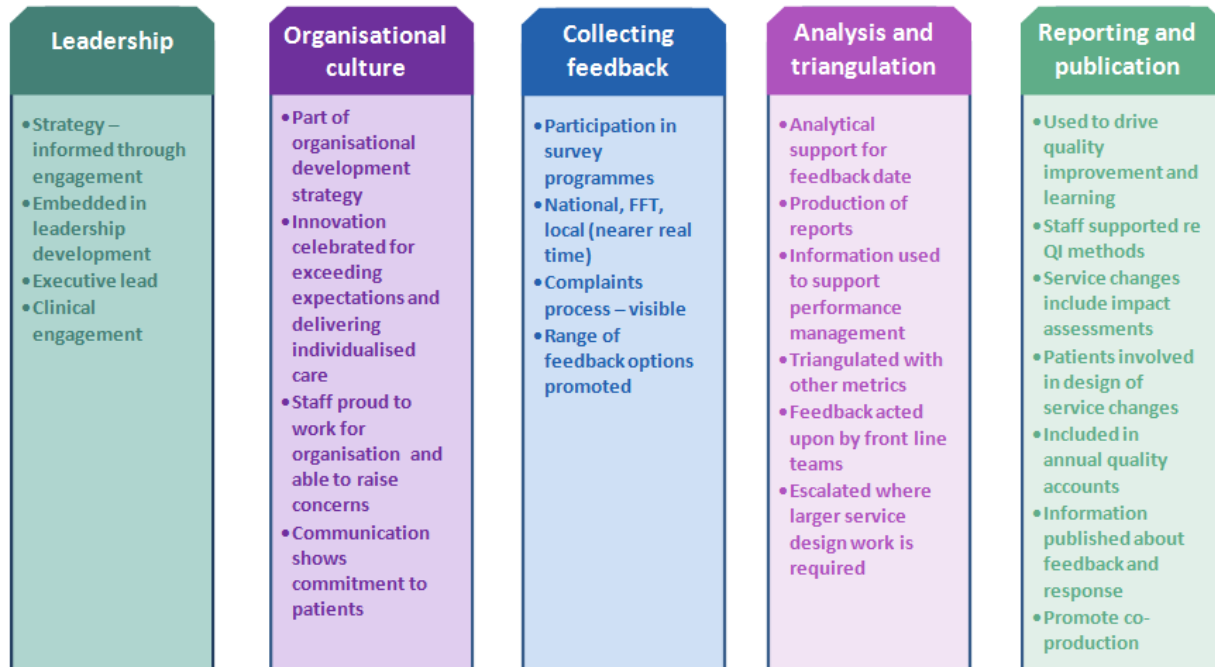 Leadership
•Strategy –
informed through
engagement
•Embedded in
leadership
development
•Executive lead
•Clinical
engagement
Organisational
culture
•Part of
organisational
development
strategy
•Innovation
celebrated for
exceeding
expectations and
delivering
individualised
care
•Staff proud to
work for
organisation and
able to raise
concerns
•Communication
shows
commitment to
patients
Collecting
feedback
•Participation in
survey
programmes
•National, FFT,
local (nearer real
time)
•Complaints
process – visible
•Range of
feedback options
promoted
Analysis and
triangulation
•Analytical
support for
feedback date
•Production of
reports
•Information used
to support
performance
management
•Triangulated with
other metrics
•Feedback acted
upon by front line
teams
•Escalated where
larger service
design work is
required
Reporting and
publication
•Used to drive
quality
improvement and
learning
•Staff supported re
QI methods
•Service changes
include impact
assessments
•Patients involved
in design of
service changes
•Included in
annual quality
accounts
•Information
published about
feedback and
response
•Promote co-
production